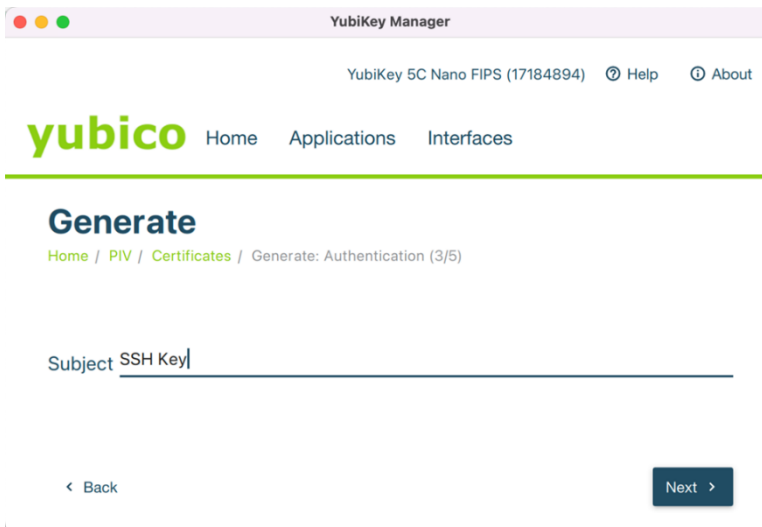 YubiKey Manager
YubiKey 5C Nano FIPS (17184894) Help About
yubico Home Applications Interfaces
Generate
Home / PIV / Certificates / Generate: Authentication (3/5)
Subject SSH Key
Back Next